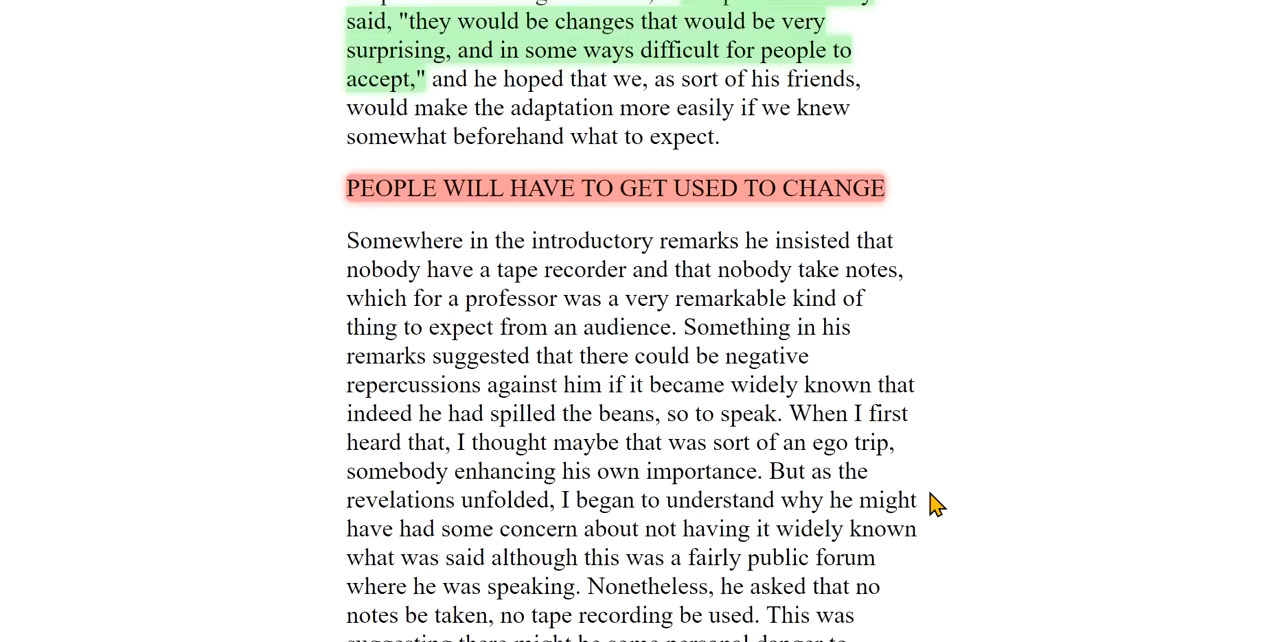 said, "they would be changes that would be very
surprising, and in some ways difficult for people to
accept," and he hoped that we, as sort of his friends,
would make the adaptation more easily if we knew
somewhat beforehand what to expect.
PEOPLE WILL HAVE TO GET USED TO CHANGE
Somewhere in the introductory remarks he insisted that
nobody have a tape recorder and that nobody take notes,
which for a professor was a very remarkable kind of
thing to expect from an audience. Something in his
remarks suggested that there could be negative
repercussions against him if it became widely known that
indeed he had spilled the beans, so to speak. When I first
heard that, I thought maybe that was sort of an ego trip,
somebody enhancing his own importance. But as the
revelations unfolded, I began to understand why he might
have had some concern about not having it widely known
what was said although this was a fairly public forum
where he was speaking. Nonetheless, he asked that no
notes be taken, no tape recording be used. This was
suggesting there might be some personal danger to